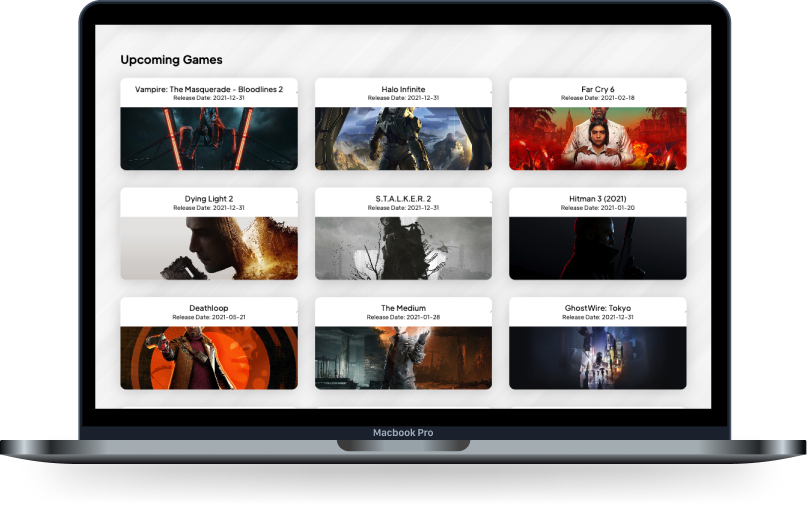 Upcoming Games
Vampire: The Masquerade - Bloodlines 2
Release Date: 2021-12-31
Halo Infinite
Release Date: 2021-12-31
Far Cry 6
Release Date: 2021-02-18
Dying Light 2
Release Date: 2021-12-31
S.T.A.L.K.E.R. 2
Release Date: 2021-12-31
Hitman 3 (2021)
Release Date: 2021-01-20
Deathloop
Release Date: 2021-05-21
The Medium
Release Date: 2021-01-28
GhostWire: Tokyo
Release Date: 2021-12-31
Macbook Pro